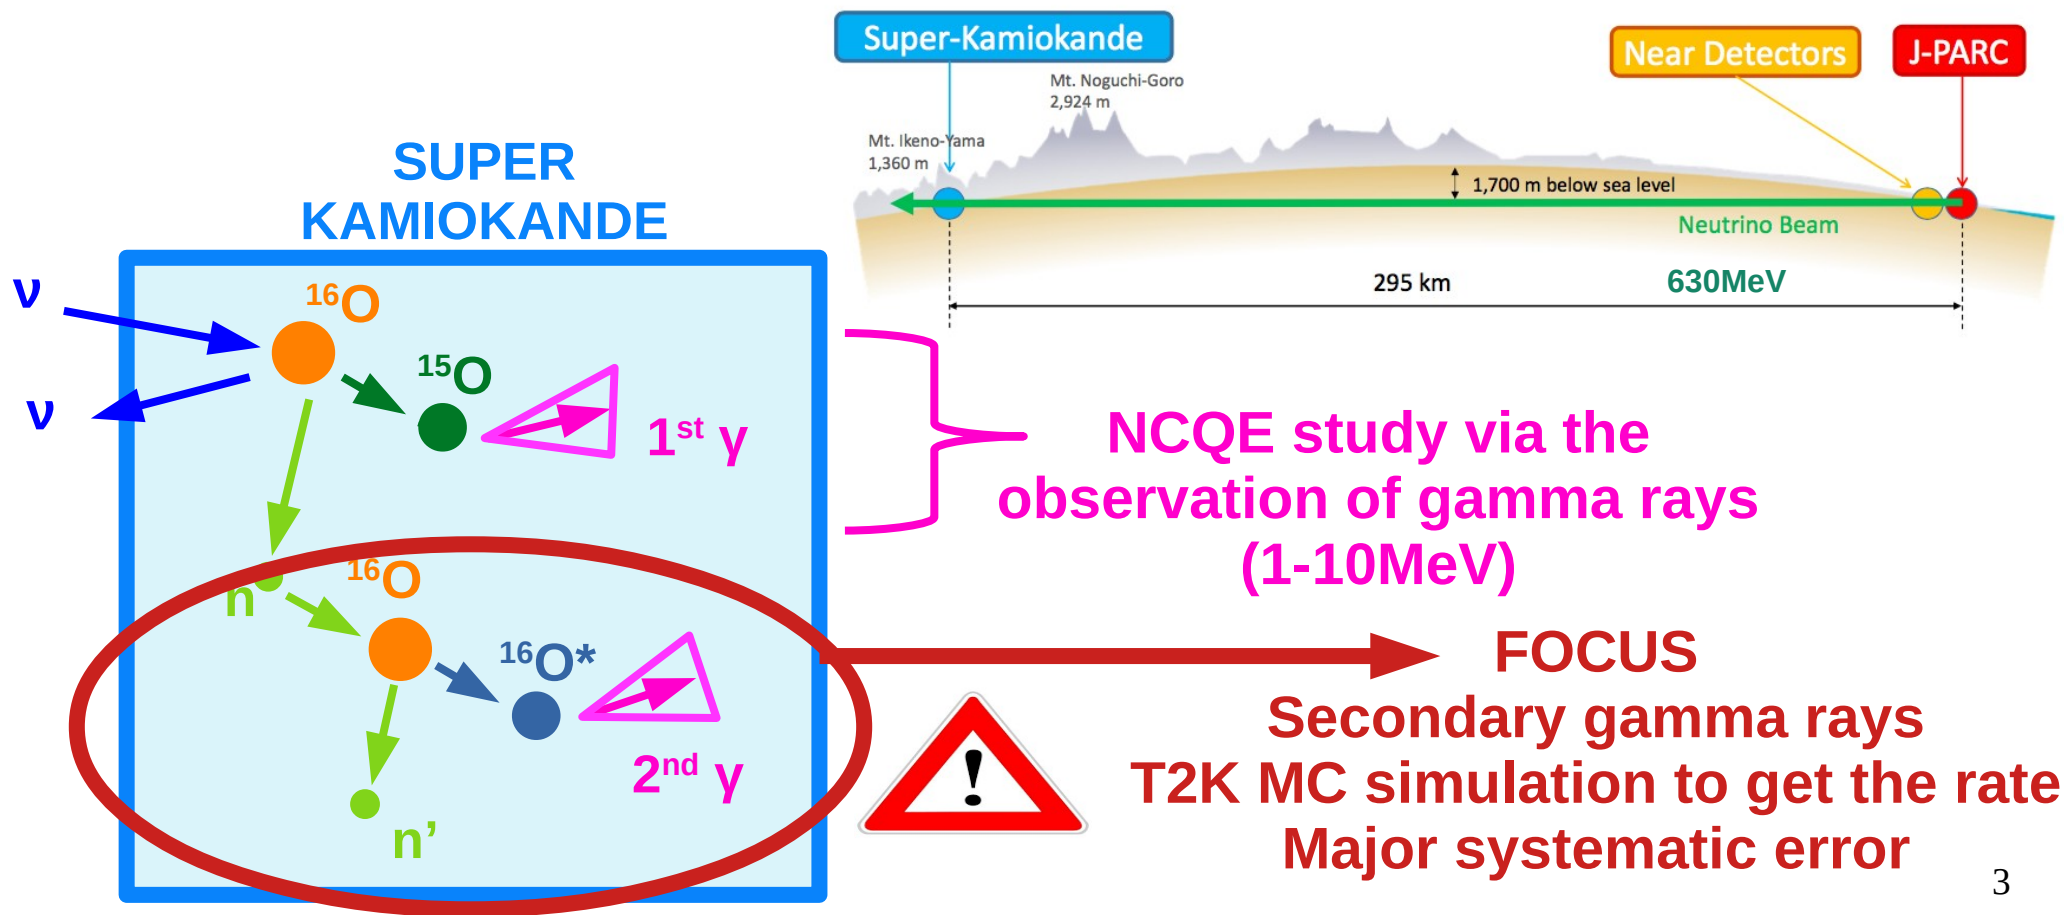 Super-Kamiokande
Near Detectors
J-PARC
Mt. Noguchi-Goro
2,924 m
Mt. Ikeno-Yama
1,360 m
1,700 m below sea level
Neutrino Beam
295 km
630MeV
SUPER
KAMIOKANDE
ν
ν
¹⁶O
¹⁵O
1ˢᵗ γ
n
¹⁶O
¹⁶O*
2ⁿᵈ γ
n’
NCQE study via the
observation of gamma rays
(1-10MeV)
FOCUS
Secondary gamma rays
T2K MC simulation to get the rate
Major systematic error
!
3